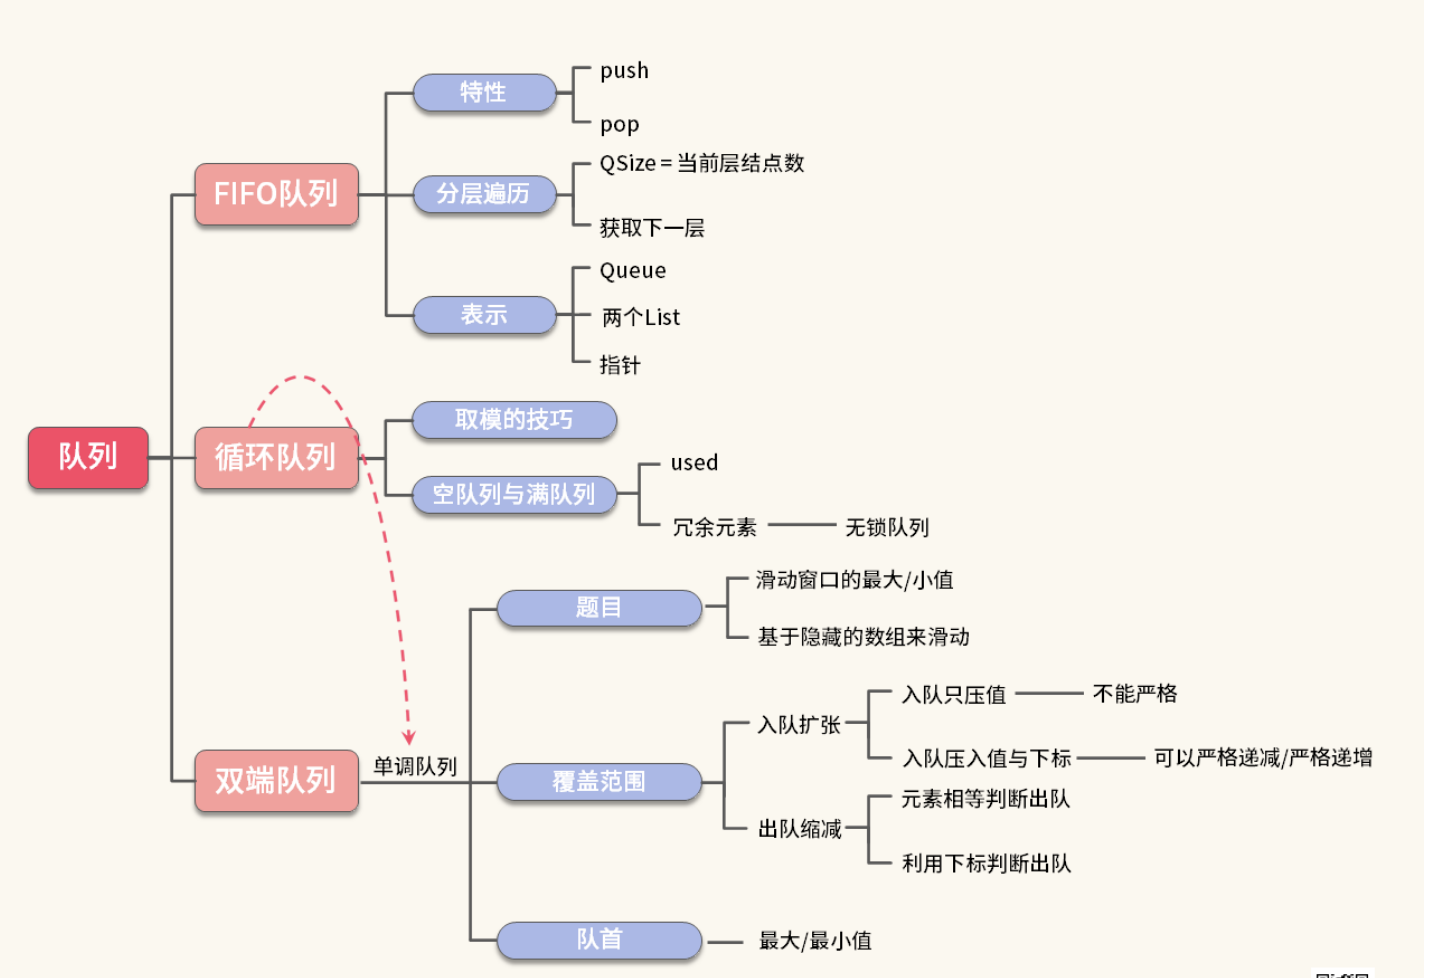 队列
FIFO队列
特性
push
pop
分层遍历
QSize = 当前层结点数
获取下一层
表示
Queue
两个List
指针
循环队列
取模的技巧
空队列与满队列
used
冗余元素
无锁队列
双端队列
单调队列
题目
滑动窗口的最大/小值
基于隐藏的数组来滑动
覆盖范围
入队扩张
入队只压值
不能严格
入队压入值与下标
可以严格递减/严格递增
出队缩减
元素相等判断出队
利用下标判断出队
队首
最大/最小值